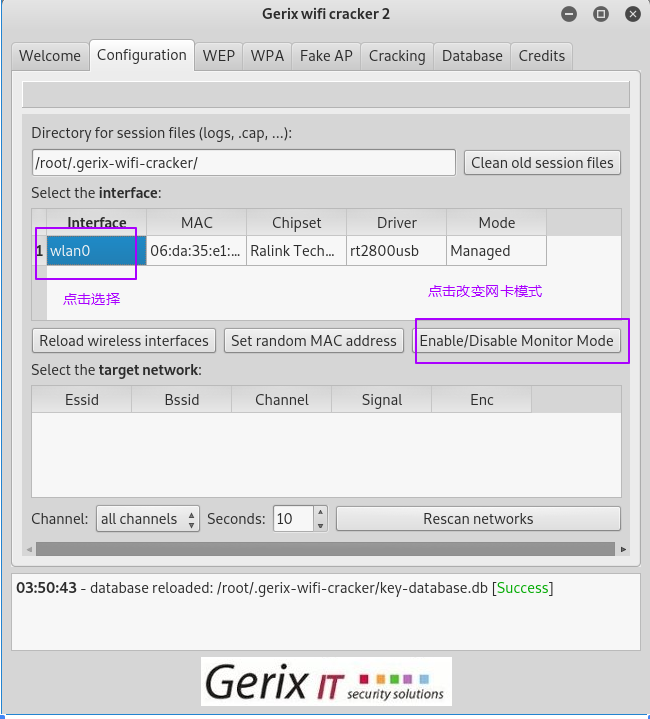 Gerix wifi cracker 2
Welcome Configuration WEP WPA Fake AP Cracking Database Credits
Directory for session files (logs, .cap, ...):
/root/.gerix-wifi-cracker/ Clean old session files
Select the interface:
Interface MAC Chipset Driver Mode
1 wlan0 06:da:35:e1:... Ralink Tech... rt2800usb Managed
点击选择 点击改变网卡模式
Reload wireless interfaces Set random MAC address Enable/Disable Monitor Mode
Select the target network:
Essid Bssid Channel Signal Enc
Channel: all channels Seconds: 10 Rescan networks
03:50:43 - database reloaded: /root/.gerix-wifi-cracker/key-database.db [Success]
Gerix IT security solutions